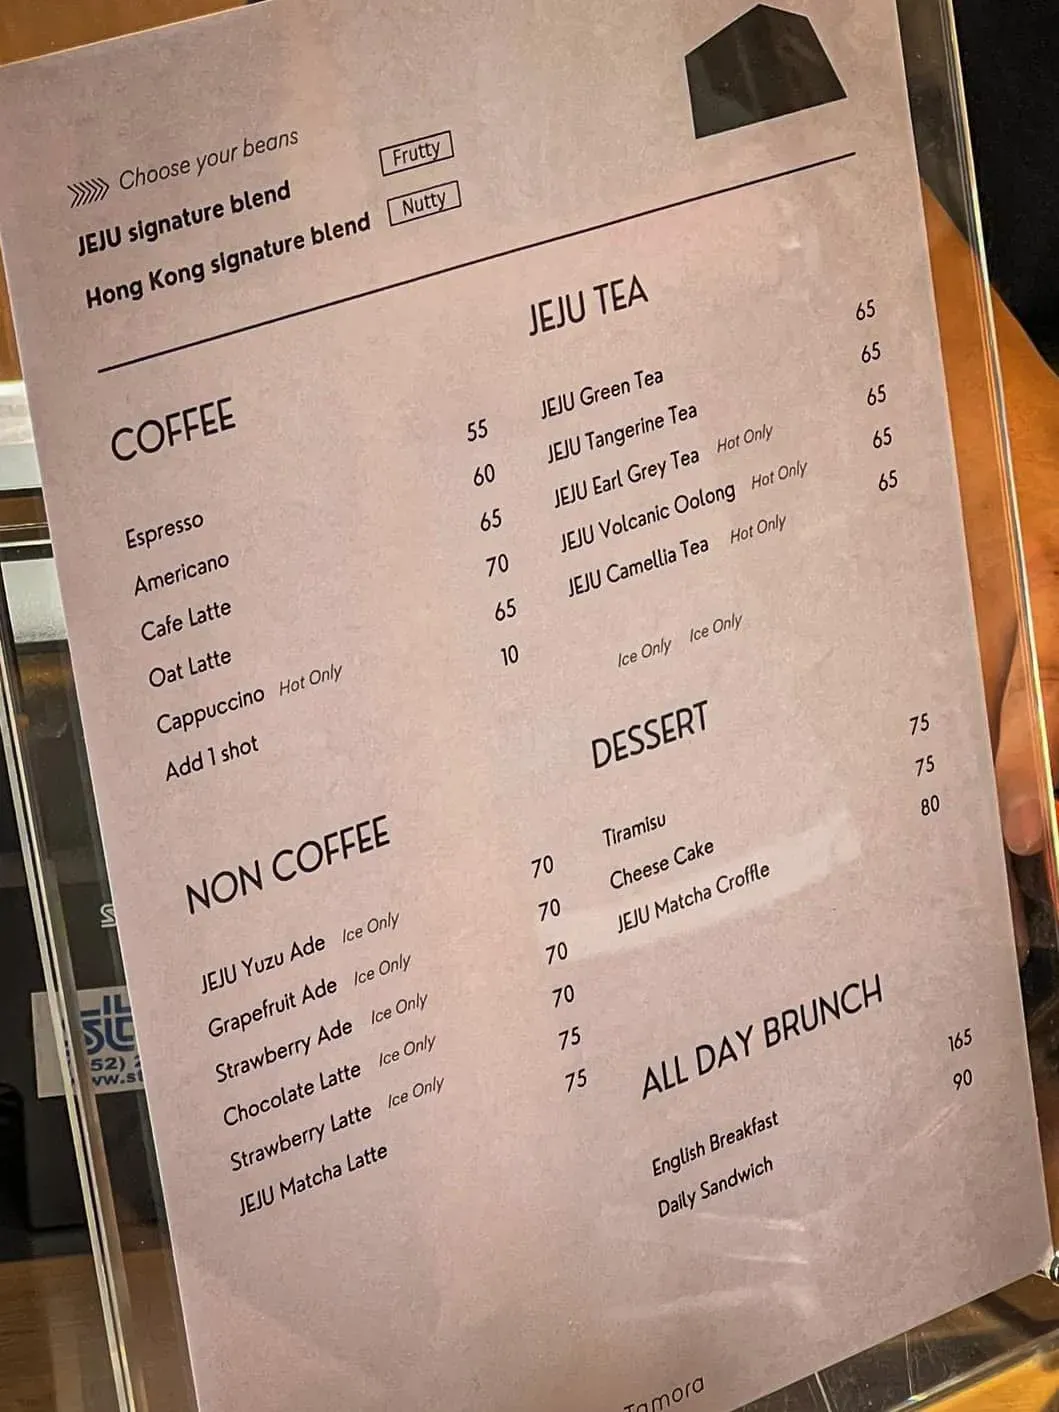 Choose your beans
JEJU signature blend Frutty
Hong Kong signature blend Nutty
COFFEE
Espresso 55
Americano 60
Cafe Latte 65
Oat Latte 70
Cappuccino Hot Only 65
Add 1 shot 10
NON COFFEE
JEJU Yuzu Ade Ice Only 70
Grapefruit Ade Ice Only 70
Strawberry Ade Ice Only 70
Chocolate Latte Ice Only 70
Strawberry Latte Ice Only 75
JEJU Matcha Latte 75
JEJU TEA
JEJU Green Tea 65
JEJU Tangerine Tea 65
JEJU Earl Grey Tea Hot Only 65
JEJU Volcanic Oolong Hot Only 65
JEJU Camellia Tea Hot Only 65
Ice Only Ice Only
DESSERT
Tiramisu 75
Cheese Cake 75
JEJU Matcha Croffle 80
ALL DAY BRUNCH
English Breakfast 165
Daily Sandwich 90
Tamora